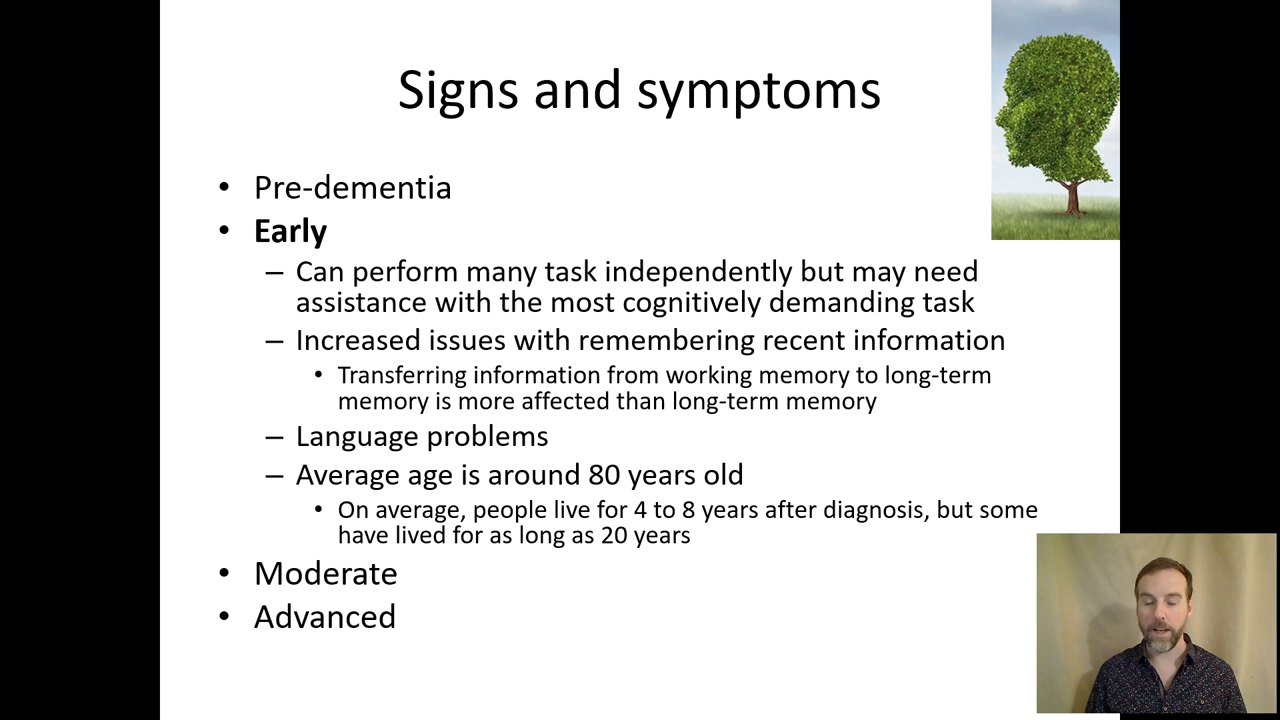 Signs and symptoms
• Pre-dementia
• Early
– Can perform many task independently but may need
assistance with the most cognitively demanding task
– Increased issues with remembering recent information
• Transferring information from working memory to long-term
memory is more affected than long-term memory
– Language problems
– Average age is around 80 years old
• On average, people live for 4 to 8 years after diagnosis, but some
have lived for as long as 20 years
• Moderate
• Advanced